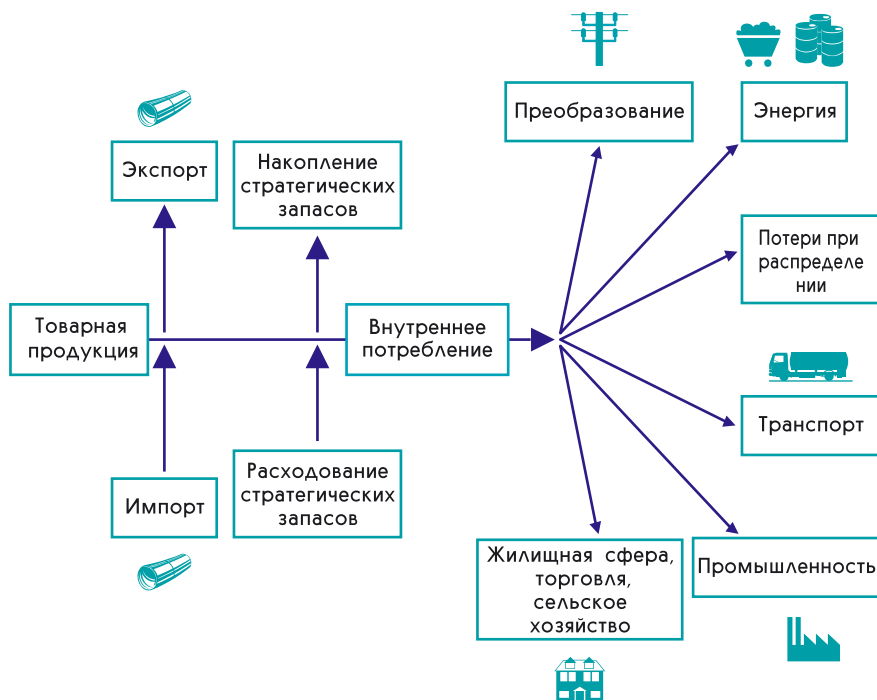 Преобразование
Энергия
Экспорт
Накопление
стратегических
запасов
Потери при
распределе
нии
Товарная
продукция
Внутреннее
потребление
Транспорт
Импорт
Расходование
стратегических
запасов
Жилищная сфера,
торговля,
сельское
хозяйство
Промышленность